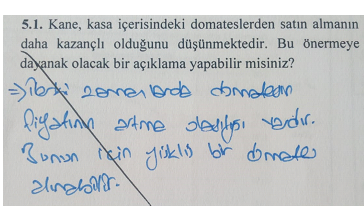 5.1. Kane, kasa içerisindeki domateslerden satın almanın
daha kazançlı olduğunu düşünmektedir. Bu önermeye
dayanak olacak bir açıklama yapabilir misiniz?
⇒ İlerki zamanlarda domatesin
fiyatının artma olasılığı vardır.
Bunun için yüklü bir domates
alınabilir.